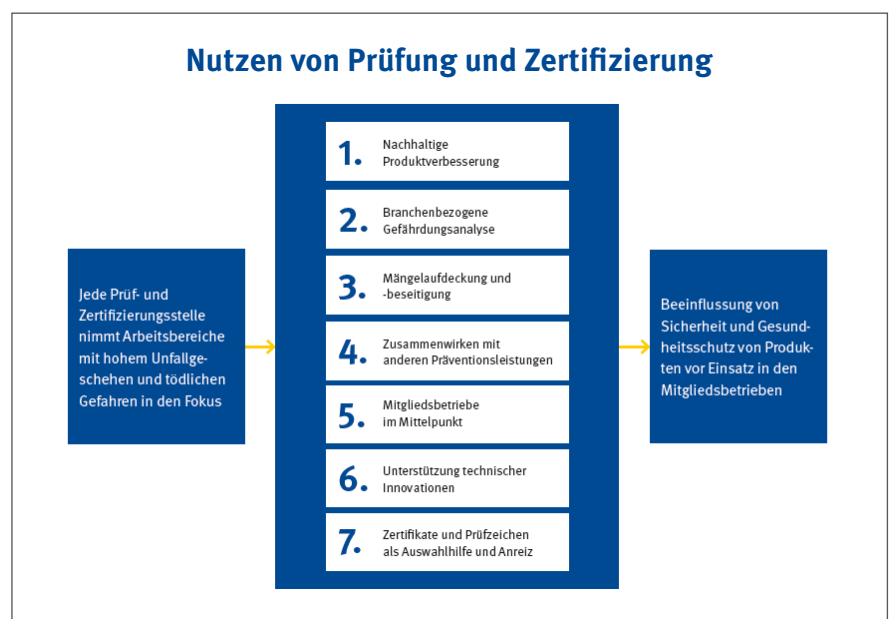 Nutzen von Prüfung und Zertifizierung
Jede Prüf- und
Zertifizierungsstelle
nimmt Arbeitsbereiche
mit hohem Unfallge-
schehen und tödlichen
Gefahren in den Fokus
1. Nachhaltige
Produktverbesserung
2. Branchenbezogene
Gefährdungsanalyse
3. Mängelaufdeckung und
-beseitigung
4. Zusammenwirken mit
anderen Präventionsleistungen
5. Mitgliedsbetriebe
im Mittelpunkt
6. Unterstützung technischer
Innovationen
7. Zertifikate und Prüfzeichen
als Auswahlhilfe und Anreiz
Beeinflussung von
Sicherheit und Gesund-
heitsschutz von Produk-
ten vor Einsatz in den
Mitgliedsbetrieben